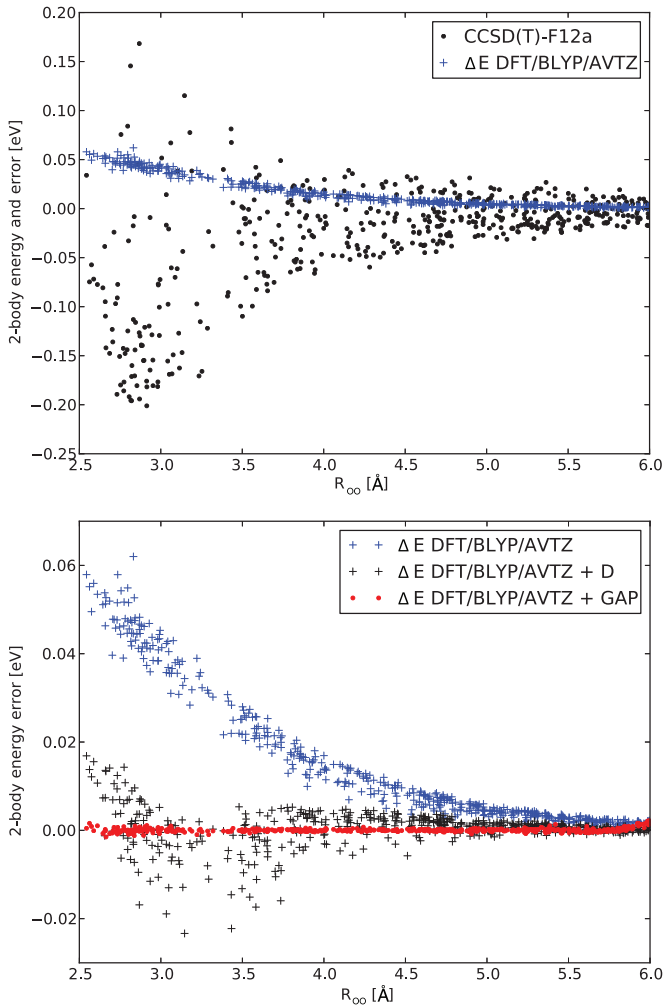 0.20
0.15
0.10
0.05
0.00
−0.05
−0.10
−0.15
−0.20
−0.25
2-body energy and error [eV]
CCSD(T)-F12a
Δ E DFT/BLYP/AVTZ
2.5 3.0 3.5 4.0 4.5 5.0 5.5 6.0
Roo [Å]
0.06
0.04
0.02
0.00
−0.02
2-body energy error [eV]
Δ E DFT/BLYP/AVTZ
Δ E DFT/BLYP/AVTZ + D
Δ E DFT/BLYP/AVTZ + GAP
2.5 3.0 3.5 4.0 4.5 5.0 5.5 6.0
Roo [Å]